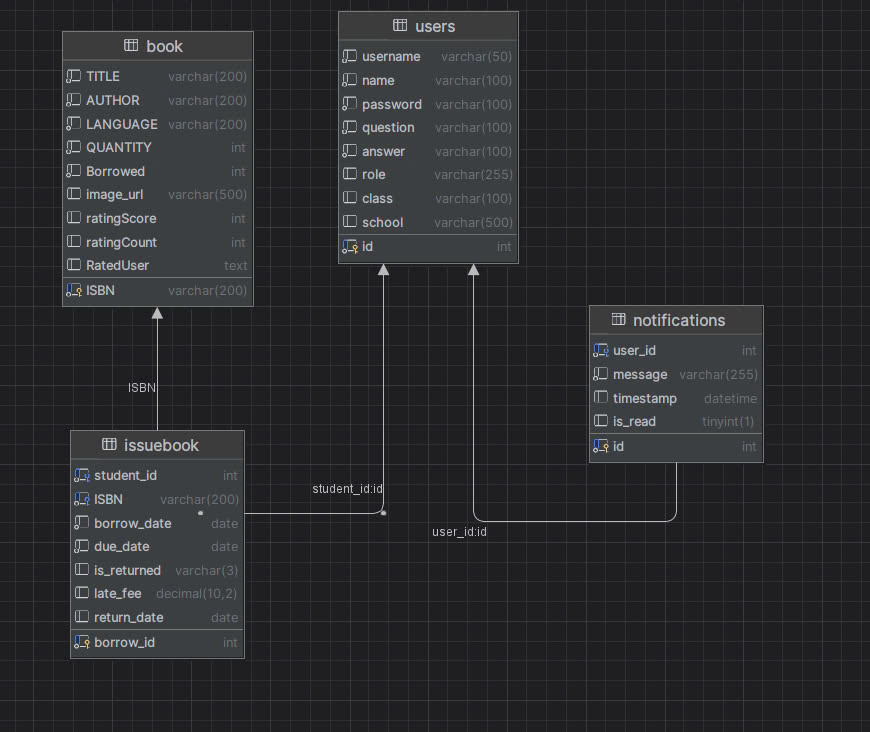 book
TITLE varchar(200)
AUTHOR varchar(200)
LANGUAGE varchar(200)
QUANTITY int
Borrowed int
image_url varchar(500)
ratingScore int
ratingCount int
RatedUser text
ISBN varchar(200)
users
username varchar(50)
name varchar(100)
password varchar(100)
question varchar(100)
answer varchar(100)
role varchar(255)
class varchar(100)
school varchar(500)
id int
notifications
user_id int
message varchar(255)
timestamp datetime
is_read tinyint(1)
id int
ISBN
issuebook
student_id int
ISBN varchar(200)
borrow_date date
due_date date
is_returned varchar(3)
late_fee decimal(10,2)
return_date date
borrow_id int
student_id:id
user_id:id